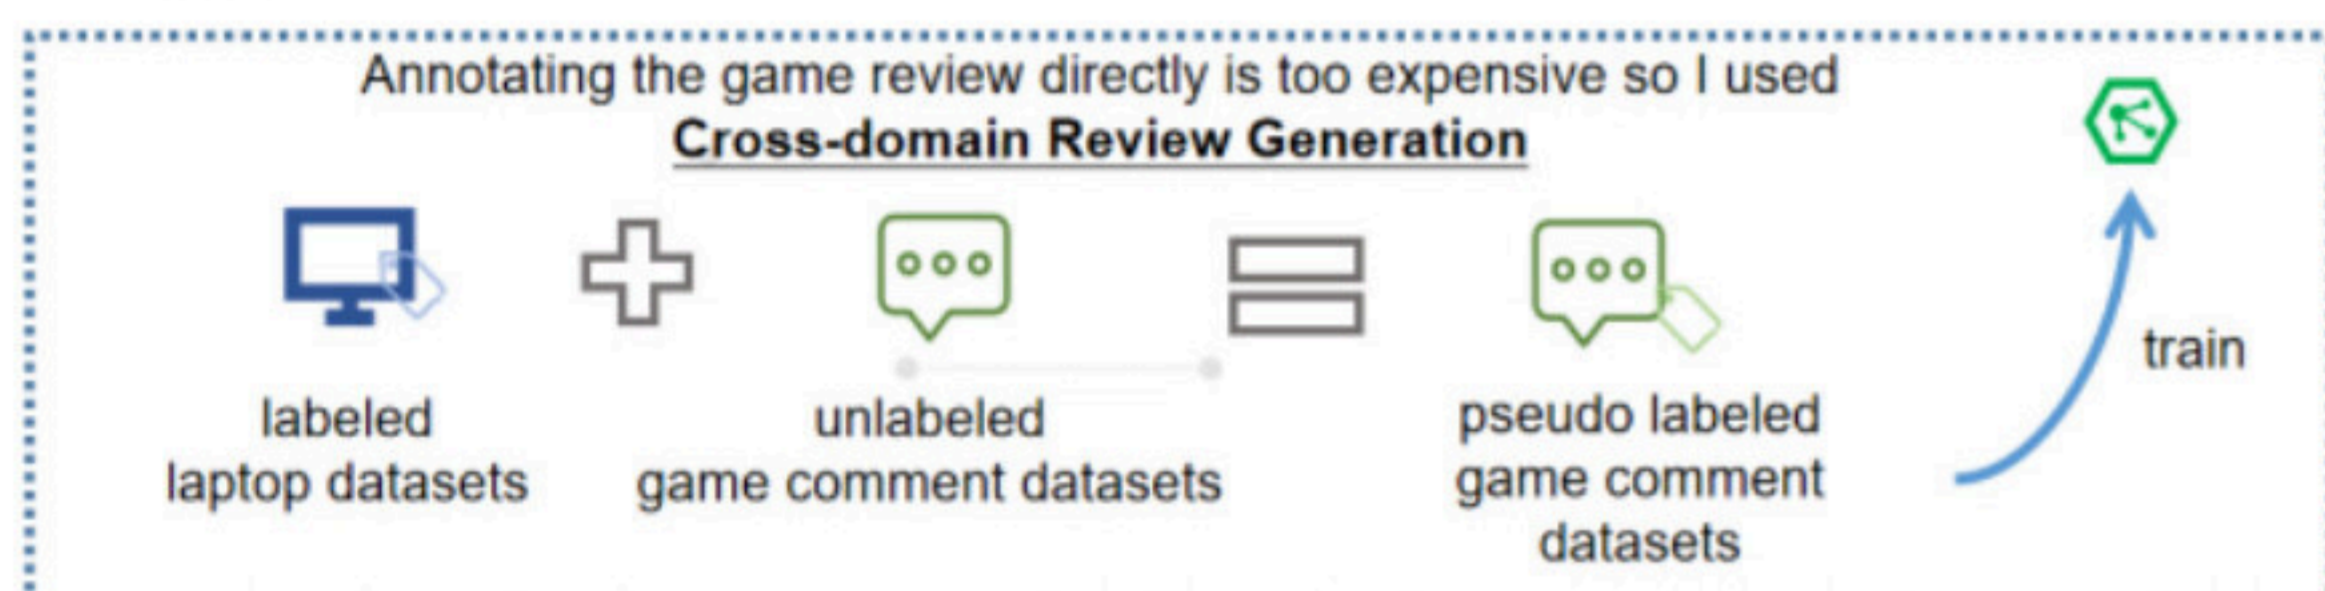 Annotating the game review directly is too expensive so I used
Cross-domain Review Generation
train
labeled
laptop datasets
unlabeled
game comment datasets
pseudo labeled
game comment
datasets